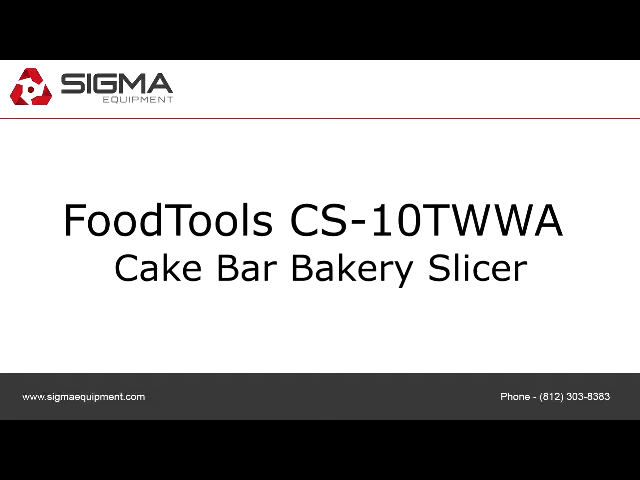 SIGMA
EQUIPMENT
FoodTools CS-10TWWA
Cake Bar Bakery Slicer
www.sigmaequipment.com
Phone - (812) 303-8383